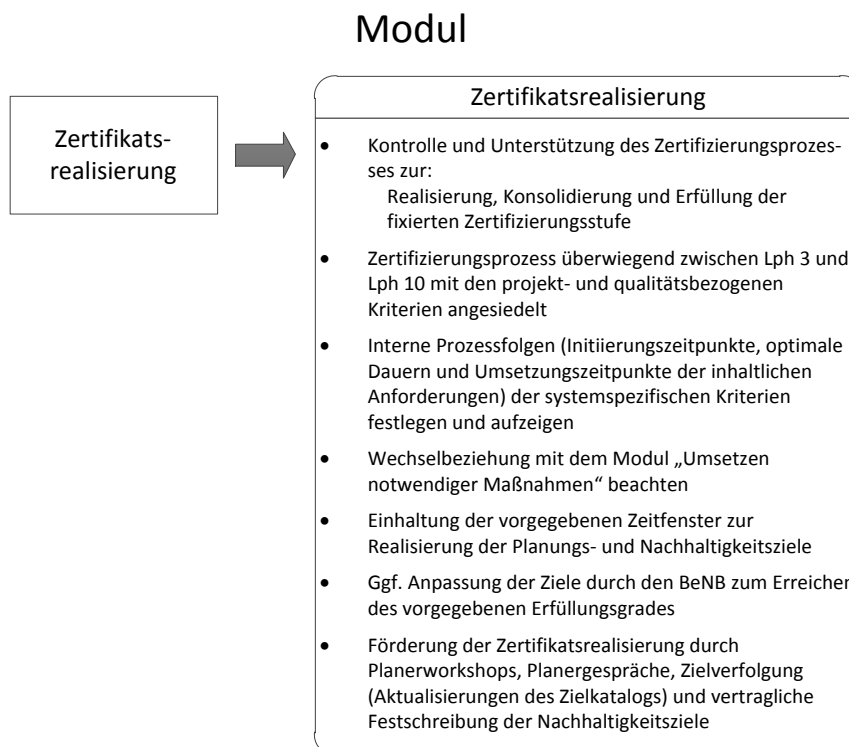 Modul
Zertifikats-
realisierung
Zertifikatsrealisierung
• Kontrolle und Unterstützung des Zertifizierungsprozes-
ses zur:
Realisierung, Konsolidierung und Erfüllung der
fixierten Zertifizierungsstufe
• Zertifizierungsprozess überwiegend zwischen Lph 3 und
Lph 10 mit den projekt- und qualitätsbezogenen
Kriterien angesiedelt
• Interne Prozessfolgen (Initiierungszeitpunkte, optimale
Dauern und Umsetzungszeitpunkte der inhaltlichen
Anforderungen) der systemspezifischen Kriterien
festlegen und aufzeigen
• Wechselbeziehung mit dem Modul „Umsetzen
notwendiger Maßnahmen“ beachten
• Einhaltung der vorgegebenen Zeitfenster zur
Realisierung der Planungs- und Nachhaltigkeitsziele
• Ggf. Anpassung der Ziele durch den BeNB zum Erreichen
des vorgegebenen Erfüllungsgrades
• Förderung der Zertifikatsrealisierung durch
Planerworkshops, Planergespräche, Zielverfolgung
(Aktualisierungen des Zielkatalogs) und vertragliche
Festschreibung der Nachhaltigkeitsziele